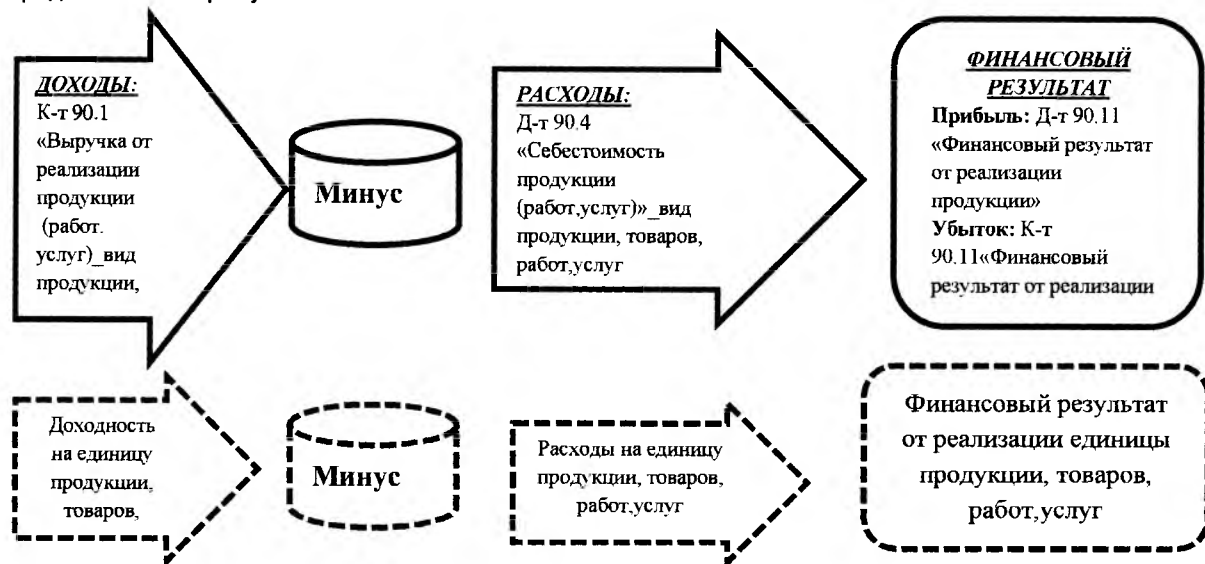 ДОХОДЫ:
К-т 90.1
«Выручка от
реализации
продукции
(работ.
услуг)_вид
продукции,
Минус
РАСХОДЫ:
Д-т 90.4
«Себестоимость
продукции
(работ,услуг)»_вид
продукции, товаров,
работ,услуг
ФИНАНСОВЫЙ
РЕЗУЛЬТАТ
Прибыль: Д-т 90.11
«Финансовый результат
от реализации
продукции»
Убыток: К-т
90.11«Финансовый
результат от реализации
Доходность
на единицу
продукции,
товаров,
Минус
Расходы на единицу
продукции, товаров,
работ,услуг
Финансовый результат
от реализации единицы
продукции, товаров,
работ,услуг